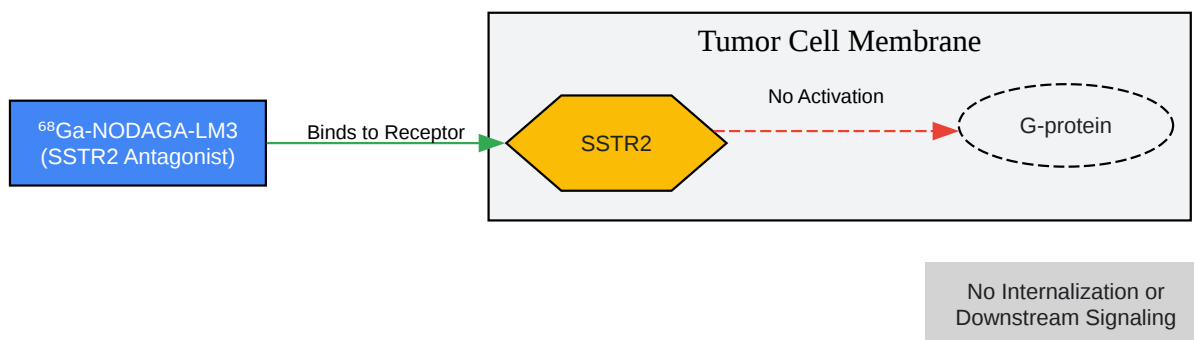 Tumor Cell Membrane
⁶⁸Ga-NODAGA-LM3
(SSTR2 Antagonist)
Binds to Receptor
SSTR2
No Activation
G-protein
No Internalization or
Downstream Signaling